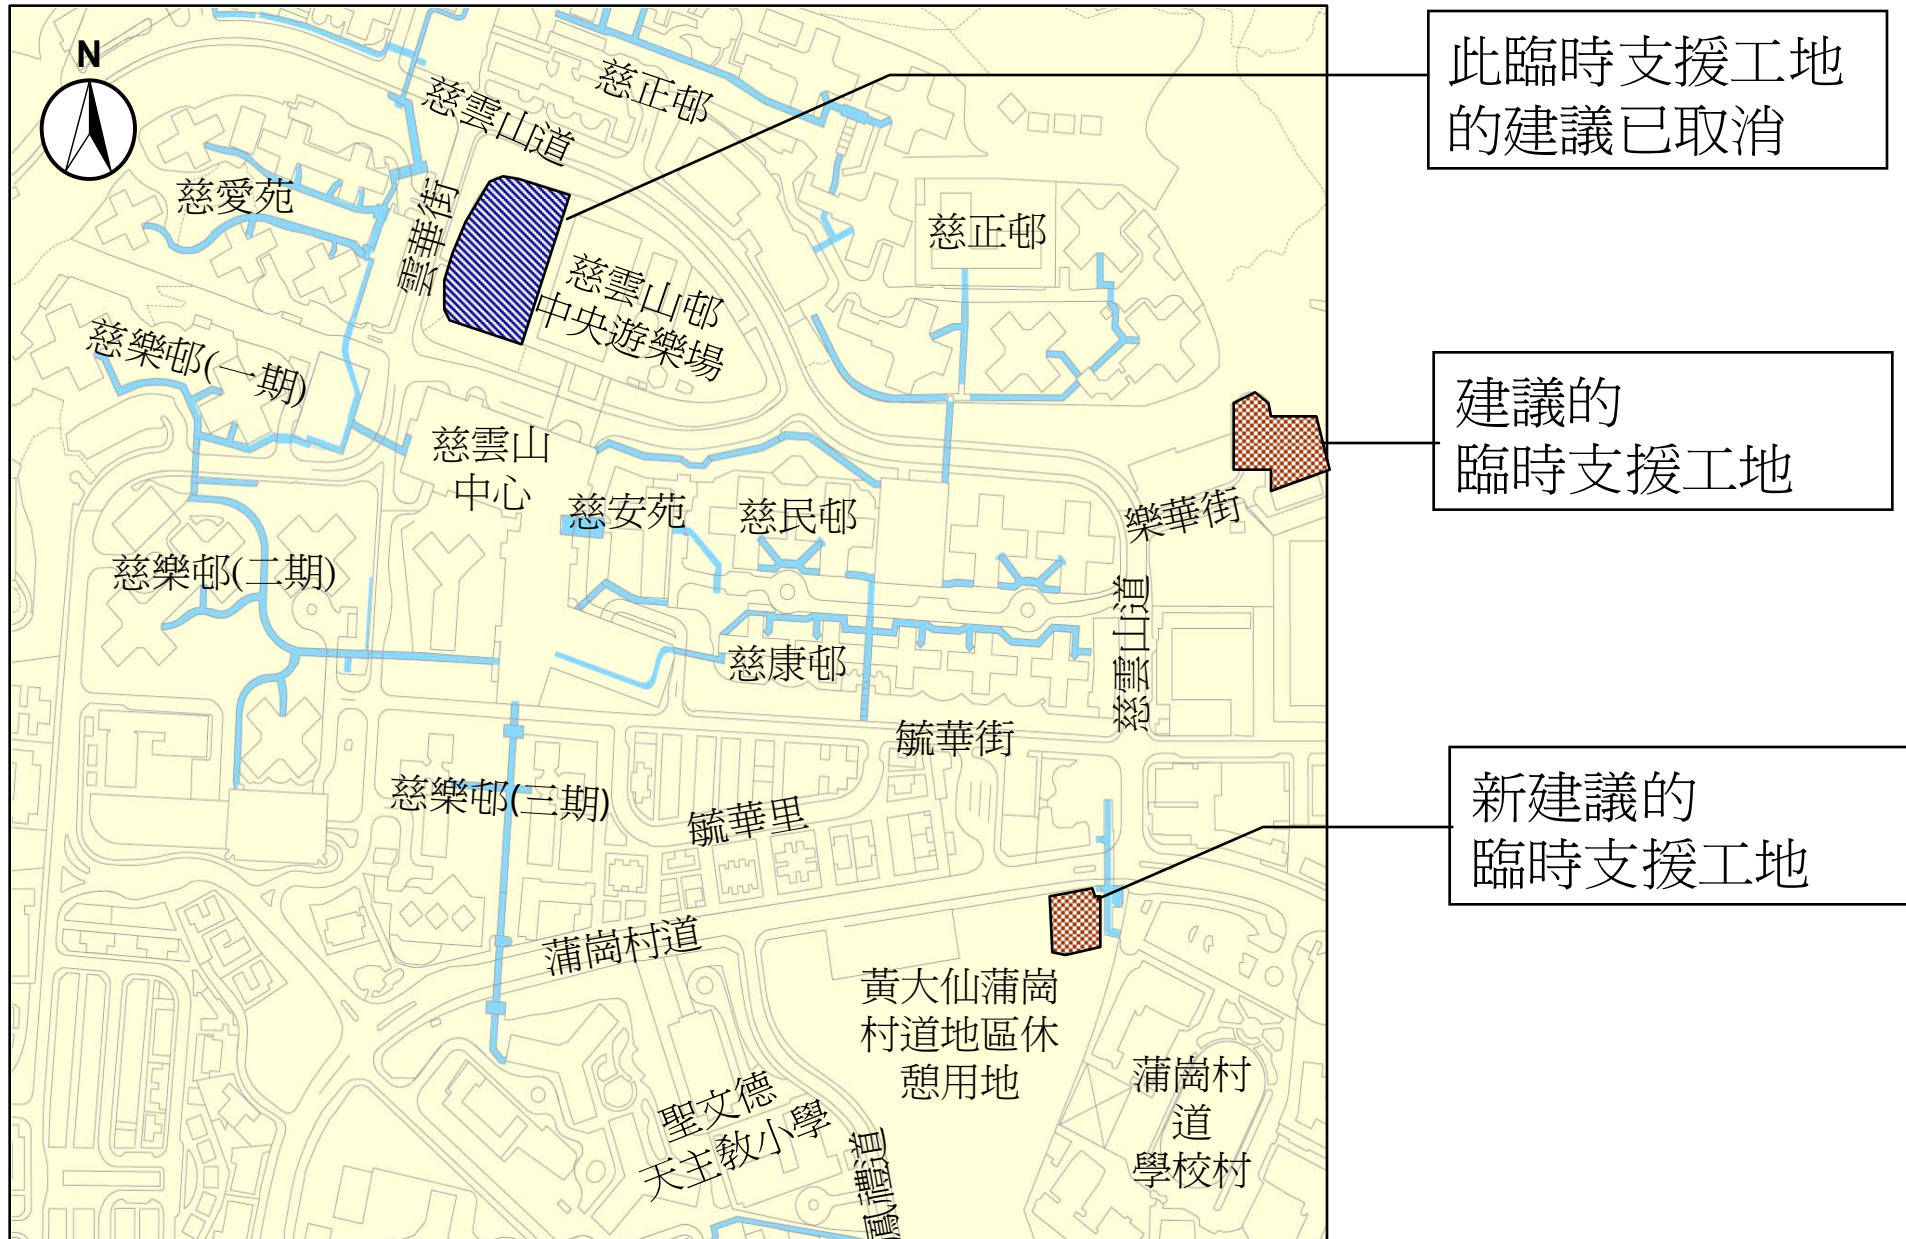 N
此臨時支援工地
的建議已取消
慈正邨
慈雲山道
慈愛苑
雲華街
慈正邨
慈雲山邨
中央遊樂場
慈樂邨(一期)
建議的
臨時支援工地
慈雲山
中心
慈安苑
慈民邨
樂華街
慈樂邨(二期)
慈雲山道
慈康邨
毓華街
慈樂邨(三期)
毓華里
新建議的
臨時支援工地
蒲崗村道
黃大仙蒲崗
村道地區休
憩用地
蒲崗村
道
學校村
聖文德
天主教小學
鳳禮道